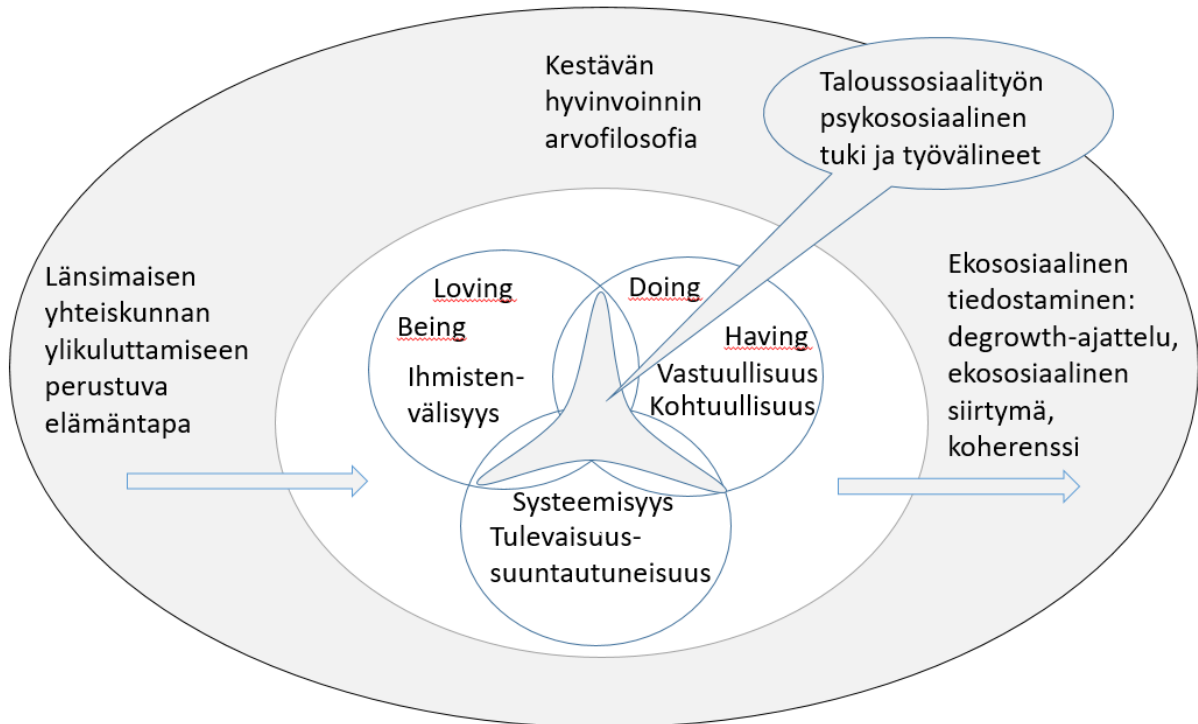 Kestävän
hyvinvoinnin
arvofilosofia
Taloussosiaalityön
psykososiaalinen
tuki ja työvälineet
Länsimaisen
yhteiskunnan
ylikuluttamiseen
perustuva
elämäntapa
Loving
Being
Ihmisten-
välisyys
Doing
Having
Vastuullisuus
Kohtuullisuus
Systeemisyys
Tulevaisuus-
suuntautuneisuus
Ekososiaalinen
tiedostaminen:
degrowth-ajattelu,
ekososiaalinen
siirtymä,
koherenssi